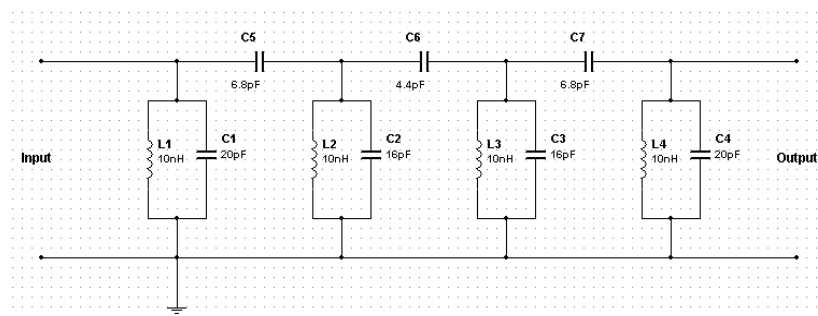 C5
6.8pF
C6
4.4pF
C7
6.8pF
Input
L1
10nH
C1
20pF
L2
10nH
C2
16pF
L3
10nH
C3
16pF
L4
10nH
C4
20pF
Output